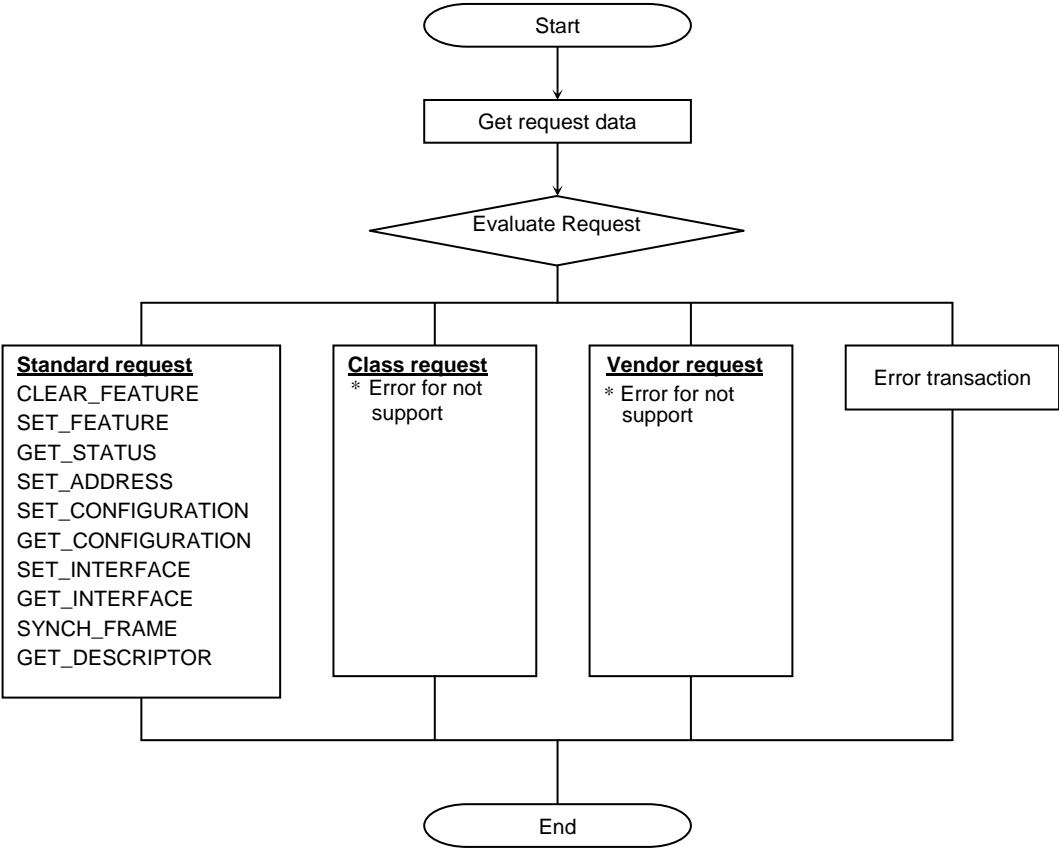 Start
Get request data
Evaluate Request
Standard request
CLEAR_FEATURE
SET_FEATURE
GET_STATUS
SET_ADDRESS
SET_CONFIGURATION
GET_CONFIGURATION
SET_INTERFACE
GET_INTERFACE
SYNCH_FRAME
GET_DESCRIPTOR
Class request
* Error for not
support
Vendor request
* Error for not
support
Error transaction
End